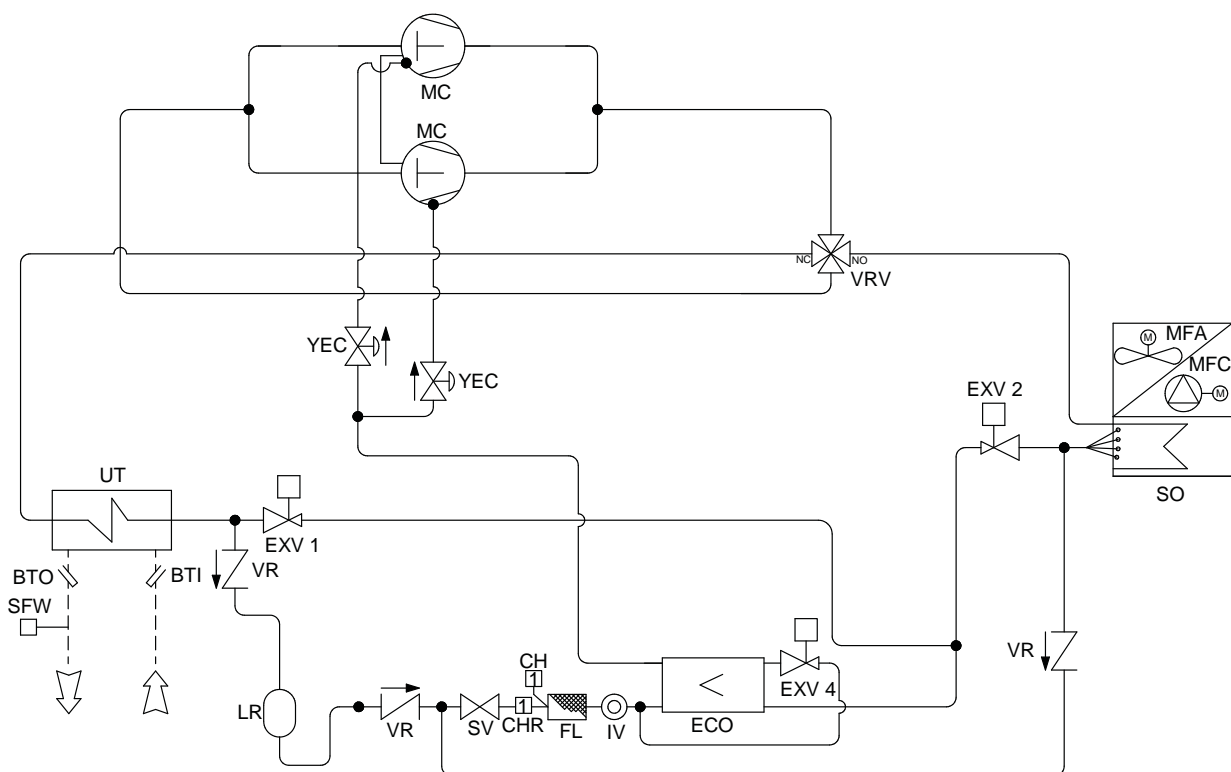 MC
MC
NC
NO
VRV
YEC
YEC
M
MFA
MFC
M
EXV 2
SO
UT
EXV 1
BTO
BTI
VR
SFW
CH
1
EXV 4
VR
LR
VR
SV
1
CHR
FL
IV
ECO